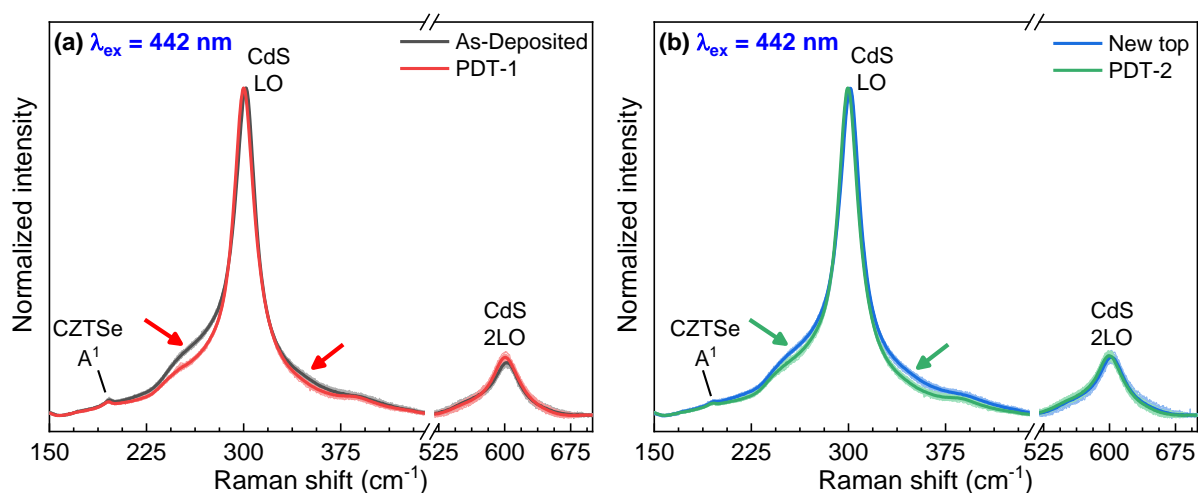 (a) λex = 442 nm
As-Deposited
PDT-1
CdS
LO
CZTSe
A¹
CdS
2LO
Normalized intensity
150 225 300 375 525 600 675
Raman shift (cm⁻¹)
(b) λex = 442 nm
New top
PDT-2
CdS
LO
CZTSe
A¹
CdS
2LO
Normalized intensity
150 225 300 375 525 600 675
Raman shift (cm⁻¹)